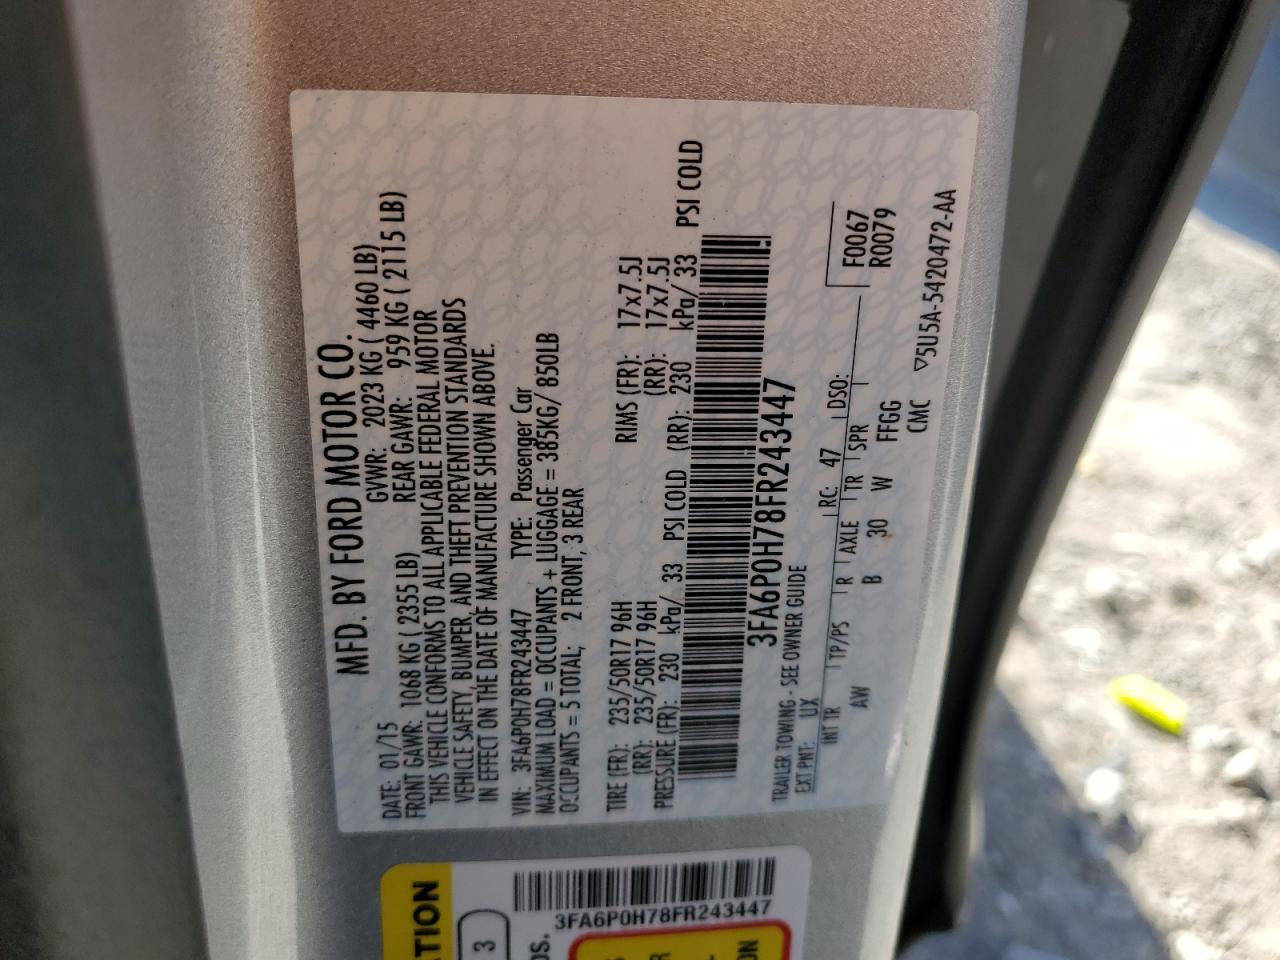 MFD. BY FORD MOTOR CO.
DATE: 01/15 GVWR: 2023 KG ( 4460 LB)
FRONT GAWR: 1068 KG ( 2355 LB) REAR GAWR: 959 KG ( 2115 LB)
THIS VEHICLE CONFORMS TO ALL APPLICABLE FEDERAL MOTOR
VEHICLE SAFETY, BUMPER, AND THEFT PREVENTION STANDARDS
IN EFFECT ON THE DATE OF MANUFACTURE SHOWN ABOVE.
VIN: 3FA6P0H78FR243447 TYPE: Passenger Car
MAXIMUM LOAD = OCCUPANTS + LUGGAGE = 385KG/ 850LB
OCCUPANTS = 5 TOTAL; 2 FRONT, 3 REAR
TIRE (FR): 235/50R17 96H RIMS (FR): 17x7.5J
(RR): 235/50R17 96H (RR): 17x7.5J
PRESSURE (FR): 230 kPa/ 33 PSI COLD (RR): 230 kPa/ 33 PSI COLD
3FA6P0H78FR243447
TRAILER TOWING - SEE OWNER GUIDE
EXT PNT: UX RC: 47 DSO:
F0067
R0079
INT TR TP/PS R AXLE TR SPR
AW B 30 W FFGG
CMC
▽5U5A-5420472-AA
3FA6P0H78FR243447
3